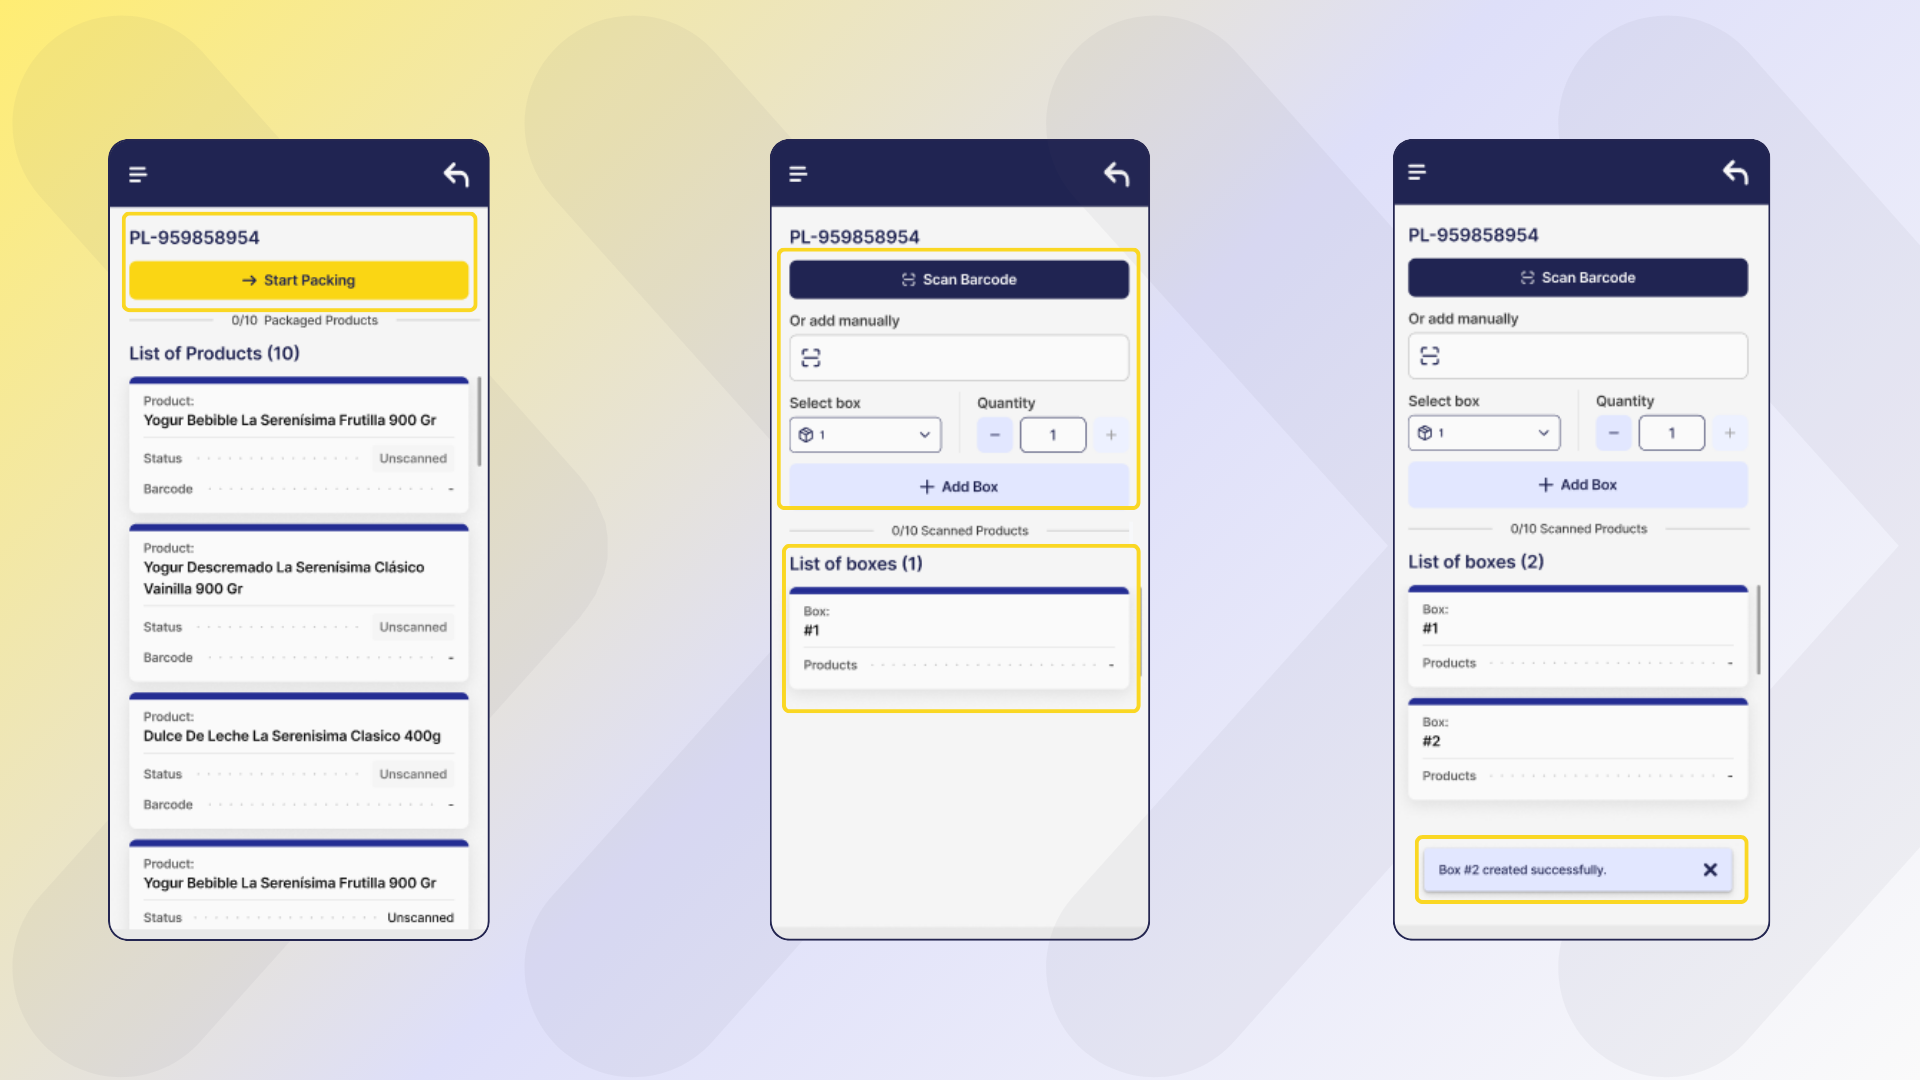 PL-959858954
→ Start Packing
0/10 Packaged Products
List of Products (10)
Product:
Yogur Bebible La Serenísima Frutilla 900 Gr
Status Unscanned
Barcode -
Product:
Yogur Descremado La Serenísima Clásico
Vainilla 900 Gr
Status Unscanned
Barcode -
Product:
Dulce De Leche La Serenisima Clasico 400g
Status Unscanned
Barcode -
Product:
Yogur Bebible La Serenísima Frutilla 900 Gr
Status Unscanned
PL-959858954
Scan Barcode
Or add manually
Select box Quantity
1 − 1 +
+ Add Box
0/10 Scanned Products
List of boxes (1)
Box:
#1
Products -
PL-959858954
Scan Barcode
Or add manually
Select box Quantity
1 − 1 +
+ Add Box
0/10 Scanned Products
List of boxes (2)
Box:
#1
Products -
Box:
#2
Products -
Box #2 created successfully.